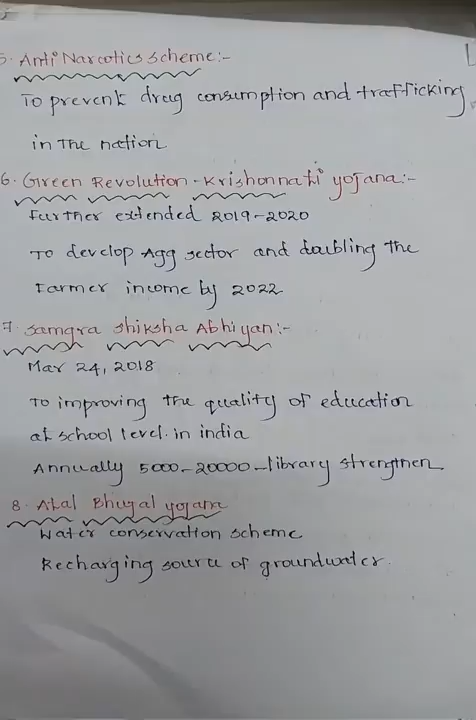 5. Anti Narcotics scheme:-
To prevent drug consumption and trafficking
in The nation
6. Green Revolution - Krishonnati yojana:-
Further extended 2019-2020
To develop Agg sector and doubling the
Farmer income by 2022
7. Samgra Shiksha Abhiyan:-
Mar 24, 2018
To improving the quality of education
at school level. in india
Annually 5000-20000-library strengthen
8. Atal Bhujal yojana
Water conservation scheme
Recharging source of groundwater.